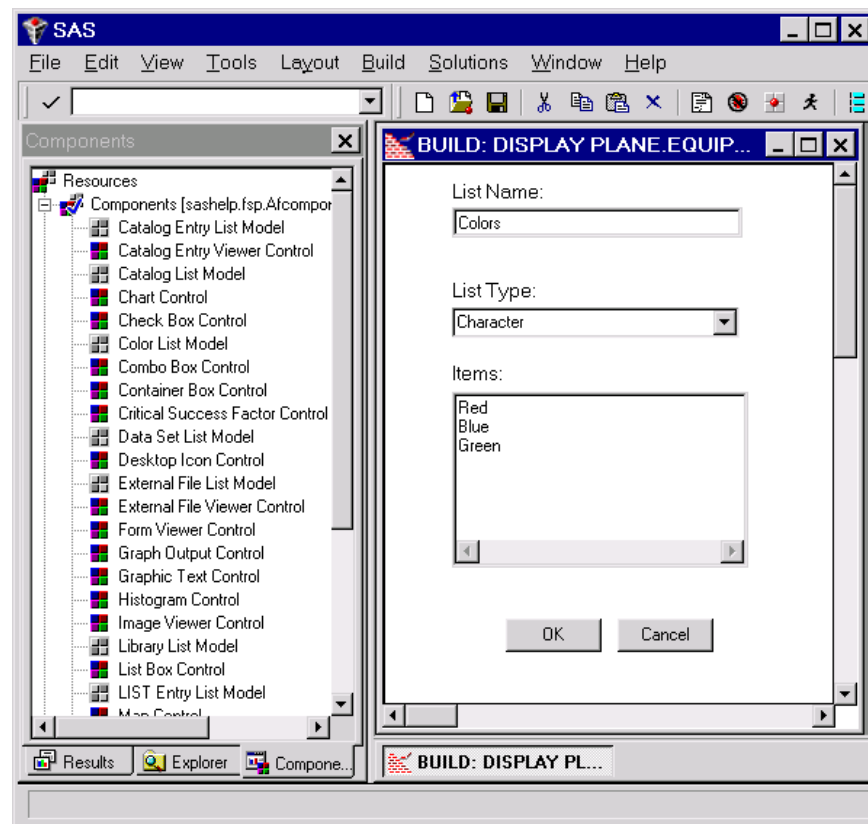 SAS
File Edit View Tools Layout Build Solutions Window Help
Components
Resources
Components [sashelp.fsp.Afcompor
Catalog Entry List Model
Catalog Entry Viewer Control
Catalog List Model
Chart Control
Check Box Control
Color List Model
Combo Box Control
Container Box Control
Critical Success Factor Control
Data Set List Model
Desktop Icon Control
External File List Model
External File Viewer Control
Form Viewer Control
Graph Output Control
Graphic Text Control
Histogram Control
Image Viewer Control
Library List Model
List Box Control
LIST Entry List Model
Map Control
Results Explorer Compone...
BUILD: DISPLAY PLANE.EQUIP...
List Name:
Colors
List Type:
Character
Items:
Red
Blue
Green
OK Cancel
BUILD: DISPLAY PL...